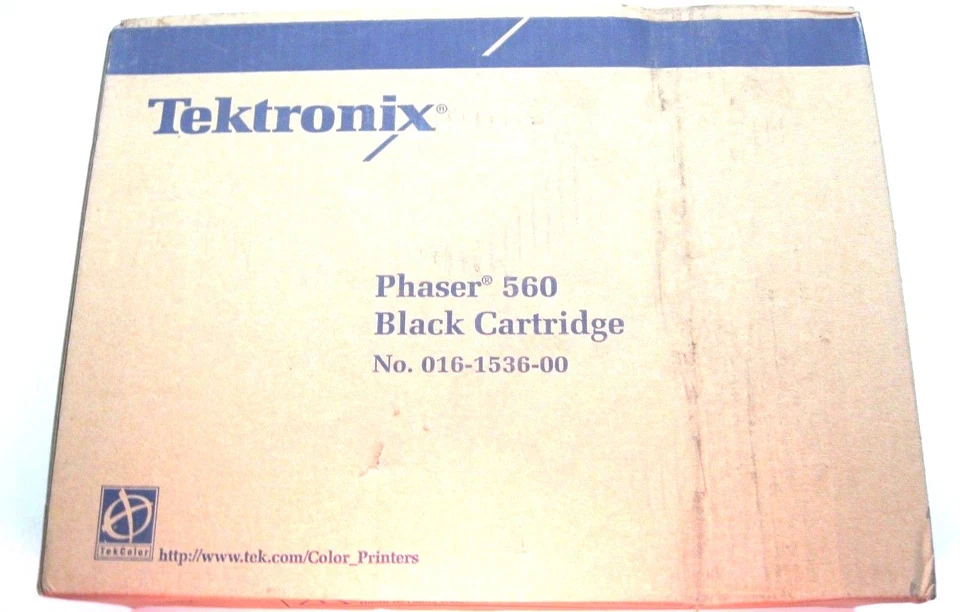 Tektronix®
Phaser® 560
Black Cartridge
No. 016-1536-00
TekColor
http://www.tek.com/Color_Printers